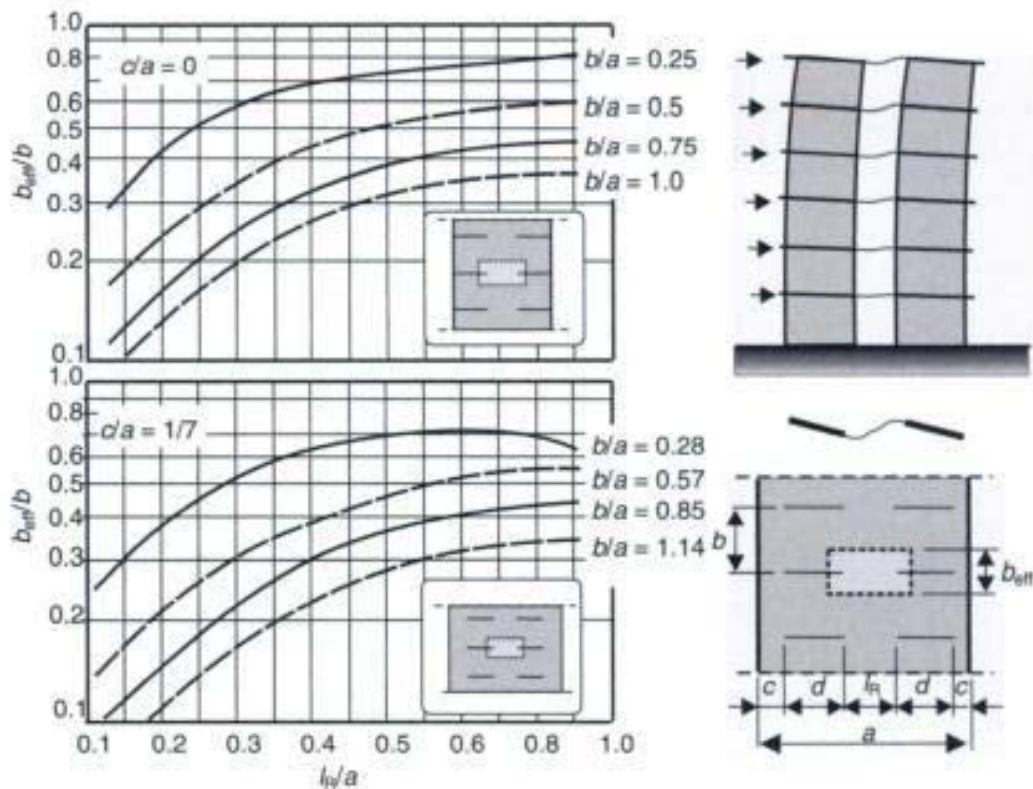 1.0
0.8
0.6
0.5
0.4
0.3
0.2
0.1
b_eff/b
c/a = 0
b/a = 0.25
b/a = 0.5
b/a = 0.75
b/a = 1.0
1.0
0.8
0.6
0.5
0.4
0.3
0.2
0.1
b_eff/b
c/a = 1/7
b/a = 0.28
b/a = 0.57
b/a = 0.85
b/a = 1.14
0.1 0.2 0.3 0.4 0.5 0.6 0.8 0.9 1.0
l_R/a
b
b_eff
c d l_R d c
a